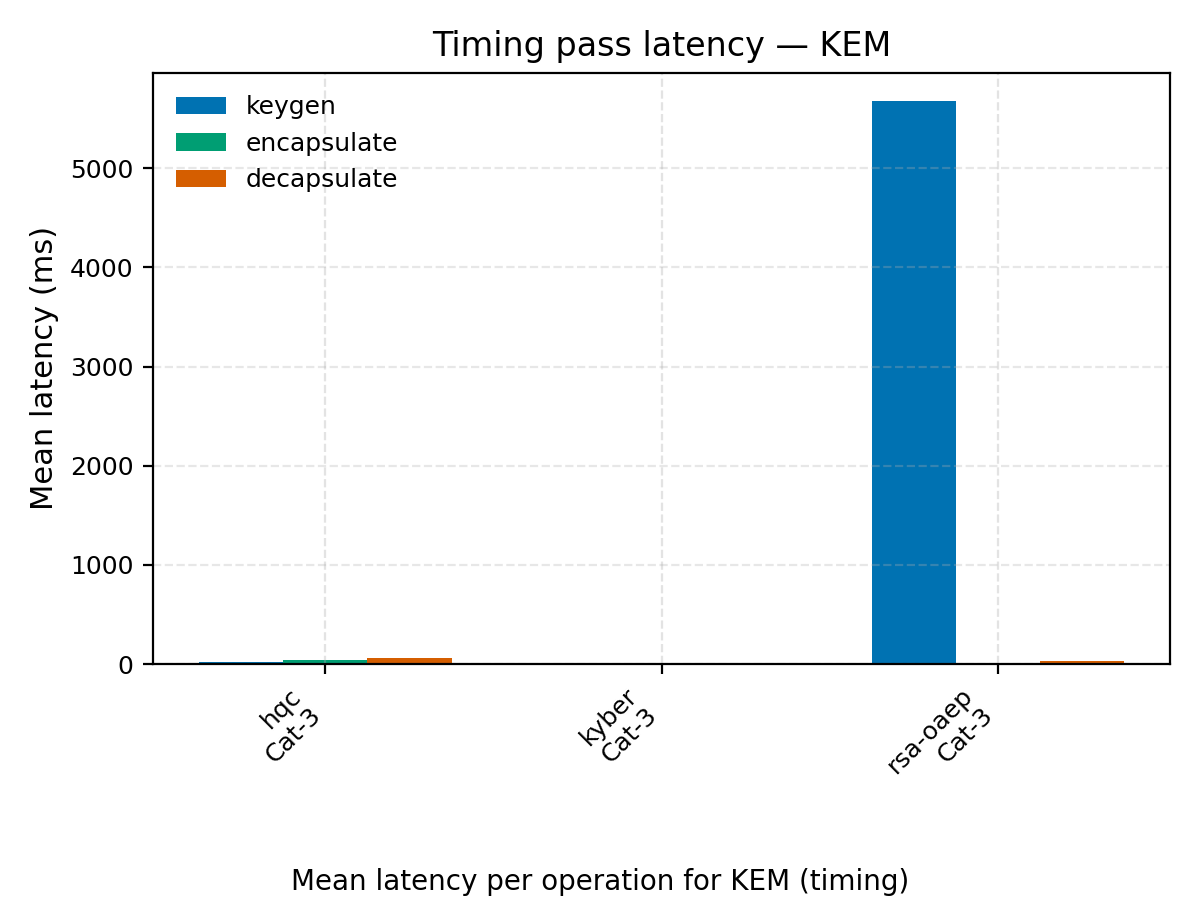 Timing pass latency — KEM
keygen
encapsulate
decapsulate
Mean latency (ms)
5000
4000
3000
2000
1000
0
hqc
Cat-3
kyber
Cat-3
rsa-oaep
Cat-3
Mean latency per operation for KEM (timing)